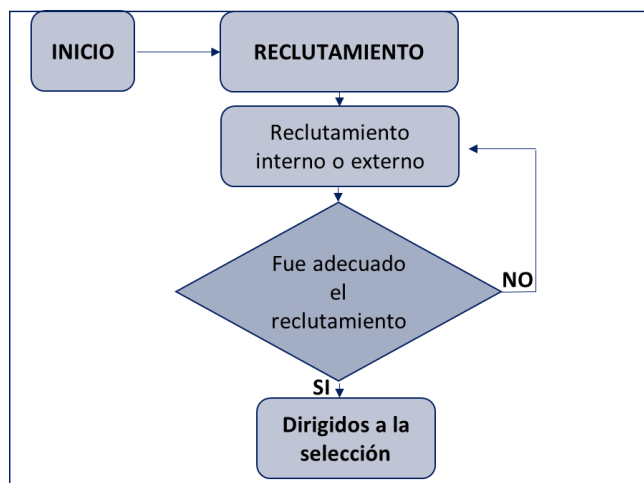 INICIO
RECLUTAMIENTO
Reclutamiento
interno o externo
Fue adecuado
el
reclutamiento
NO
SI
Dirigidos a la
selección